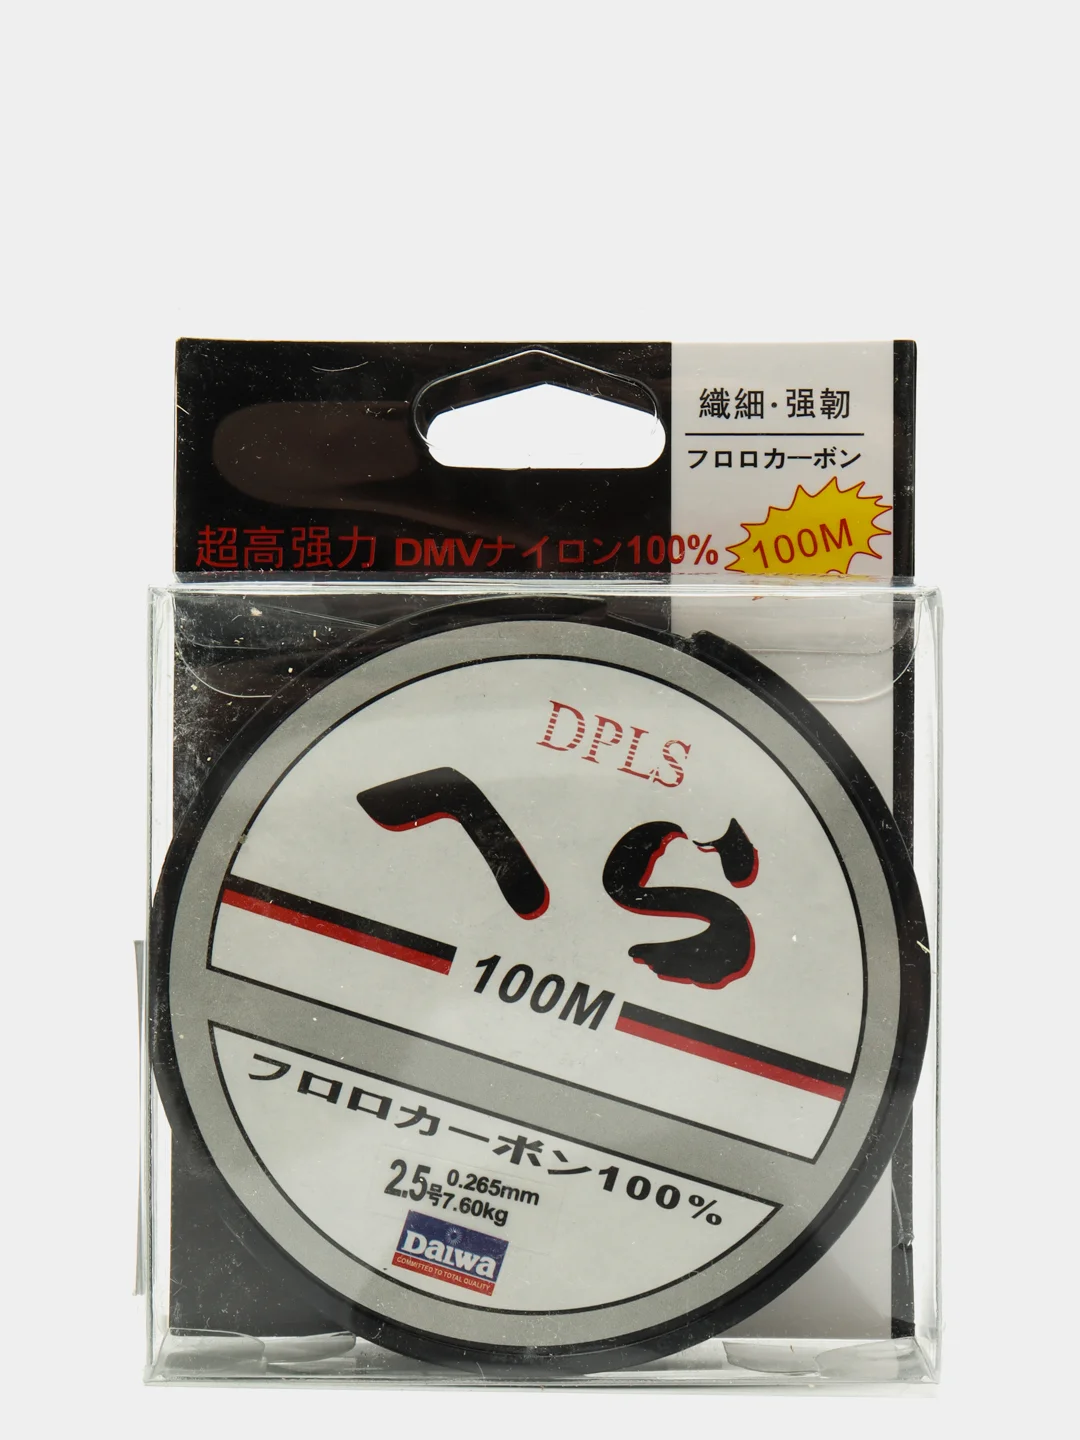 織細·强韌
フロロカーボン
超高强力 DMVナイロン100%
100M
DPLS
へS
100M
フロロカーボン100%
2.5号 0.265mm
7.60kg
Daiwa
COMMITTED TO TOTAL QUALITY